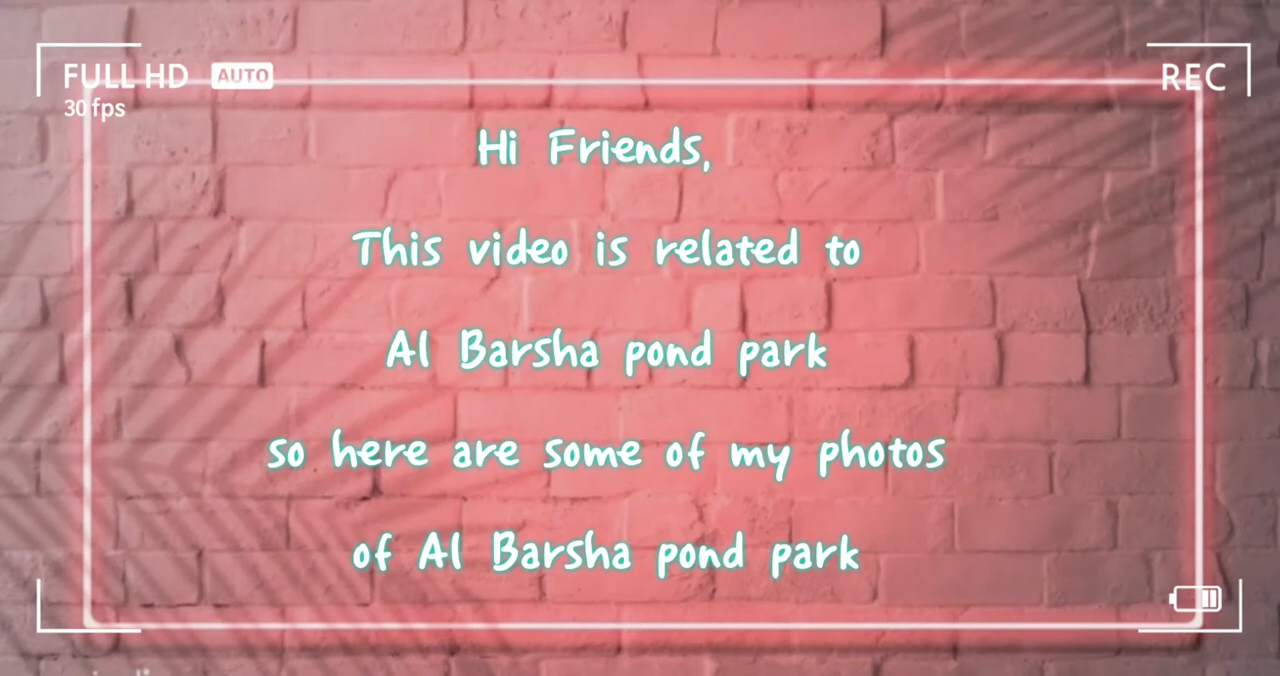 FULL HD AUTO
REC
30 fps
Hi Friends,
This video is related to
Al Barsha pond park
so here are some of my photos
of Al Barsha pond park